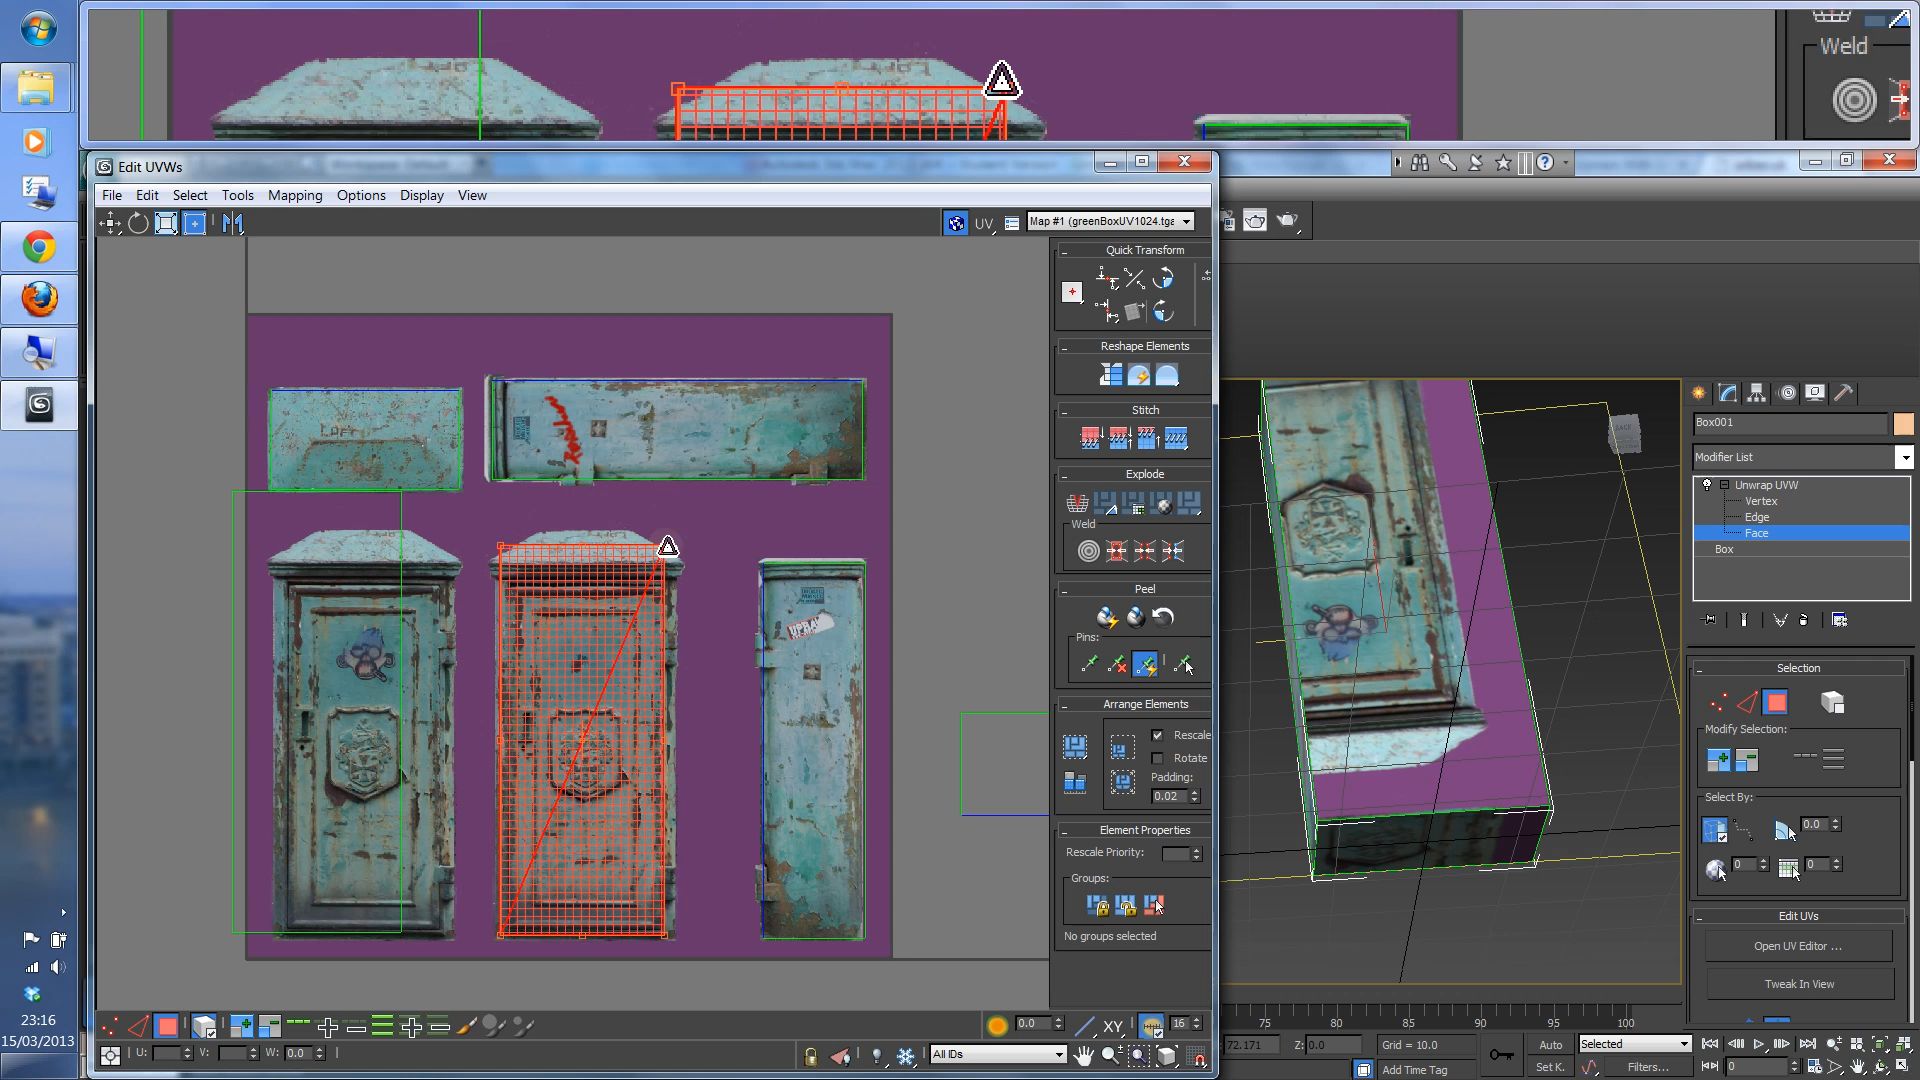 Weld
Edit UVWs
File Edit Select Tools Mapping Options Display View
UV Map #1 (greenBoxUV1024.tga
Quick Transform
Reshape Elements
Stitch
Explode
Weld
Peel
Pins:
Arrange Elements
Rescale
Rotate
Padding:
0.02
Element Properties
Rescale Priority:
Groups:
No groups selected
Box001
Modifier List
Unwrap UVW
Vertex
Edge
Face
Box
Selection
Modify Selection:
Select By:
0.0
0 0
Edit UVs
Open UV Editor ...
Tweak In View
0.0 XY 16
U: V: W: 0.0
All IDs
75 80 85 90 95 100
72.171 Z: 0.0 Grid = 10.0 Auto Selected
Add Time Tag Set K. Filters... 0
23:16
15/03/2013